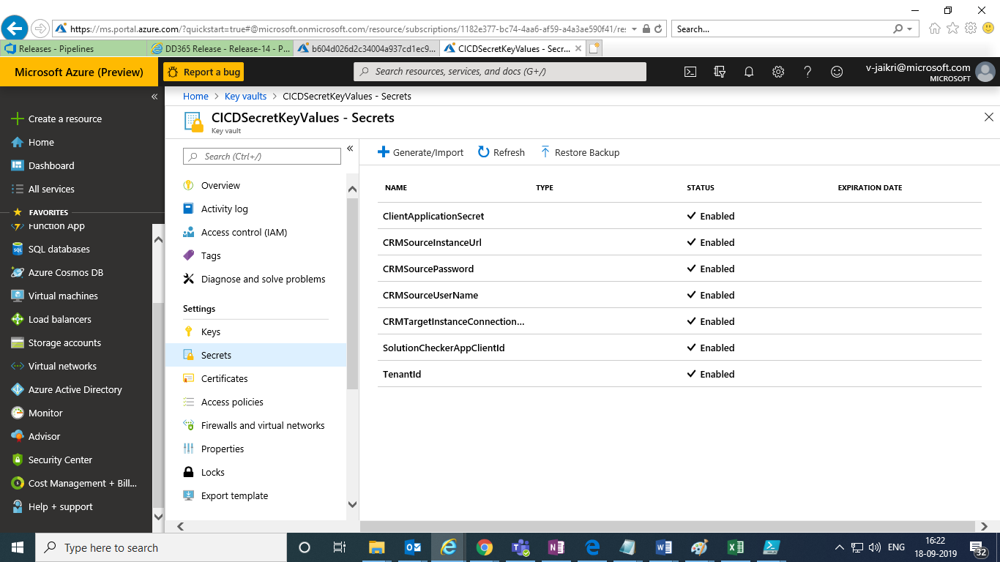 https://ms.portal.azure.com/?quickstart=true#@microsoft.onmicrosoft.com/resource/subscriptions/1182e377-bc74-4aa6-af59-a4a3ae590f41/re:
Search...
Releases - Pipelines
DD365 Release - Release-14 - P...
b604d026d2c34004a937cd1ec9...
CICDSecretKeyValues - Secr...
Microsoft Azure (Preview)
Report a bug
Search resources, services, and docs (G+/)
v-jaikri@microsoft.com
MICROSOFT
Create a resource
Home
Dashboard
All services
FAVORITES
Function App
SQL databases
Azure Cosmos DB
Virtual machines
Load balancers
Storage accounts
Virtual networks
Azure Active Directory
Monitor
Advisor
Security Center
Cost Management + Bill...
Help + support
Home > Key vaults > CICDSecretKeyValues - Secrets
CICDSecretKeyValues - Secrets
Key vault
Search (Ctrl+/)
Overview
Activity log
Access control (IAM)
Tags
Diagnose and solve problems
Settings
Keys
Secrets
Certificates
Access policies
Firewalls and virtual networks
Properties
Locks
Export template
Generate/Import Refresh Restore Backup
NAME TYPE STATUS EXPIRATION DATE
ClientApplicationSecret Enabled
CRMSourceInstanceUrl Enabled
CRMSourcePassword Enabled
CRMSourceUserName Enabled
CRMTargetInstanceConnection... Enabled
SolutionCheckerAppClientId Enabled
TenantId Enabled
Type here to search
ENG
16:22
18-09-2019
32